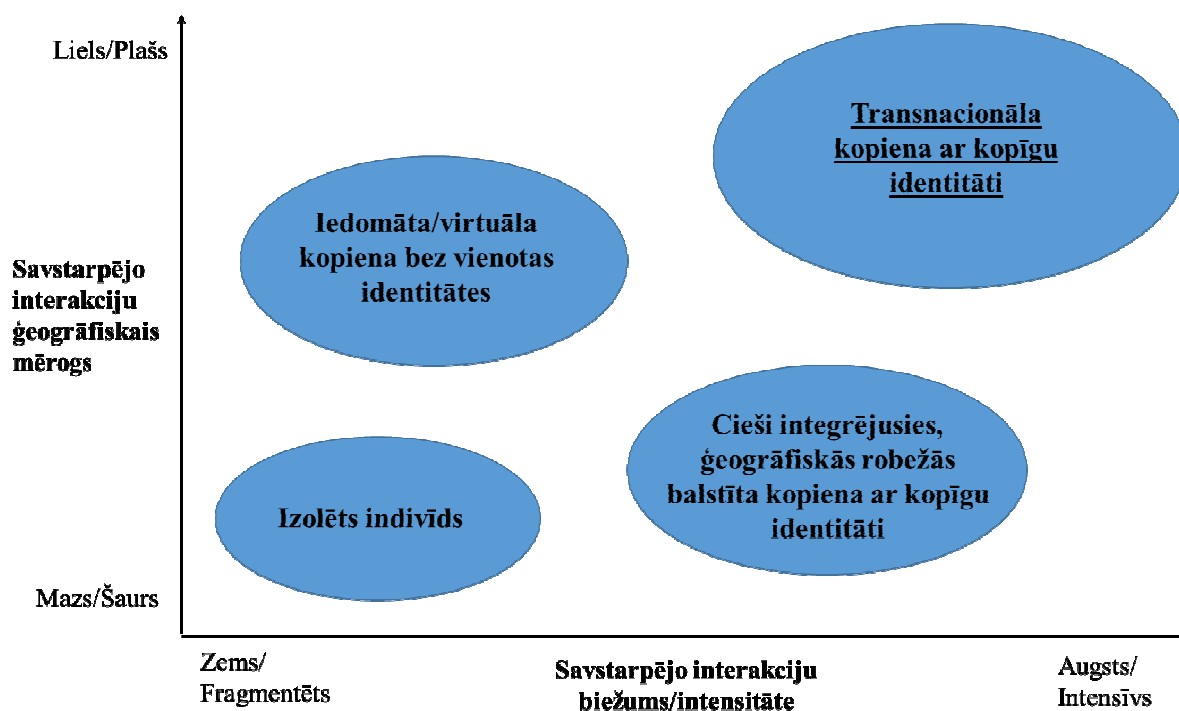 Liels/Plašs
Transnacionāla
kopiena ar kopīgu
identitāti
Iedomāta/virtuāla
kopiena bez vienotas
identitātes
Savstarpējo
interakciju
ģeogrāfiskais
mērogs
Cieši integrējusies,
ģeogrāfiskās robežās
balstīta kopiena ar kopīgu
identitāti
Izolēts indivīds
Mazs/Šaurs
Zems/
Fragmentēts
Savstarpējo interakciju
biežums/intensitāte
Augsts/
Intensīvs